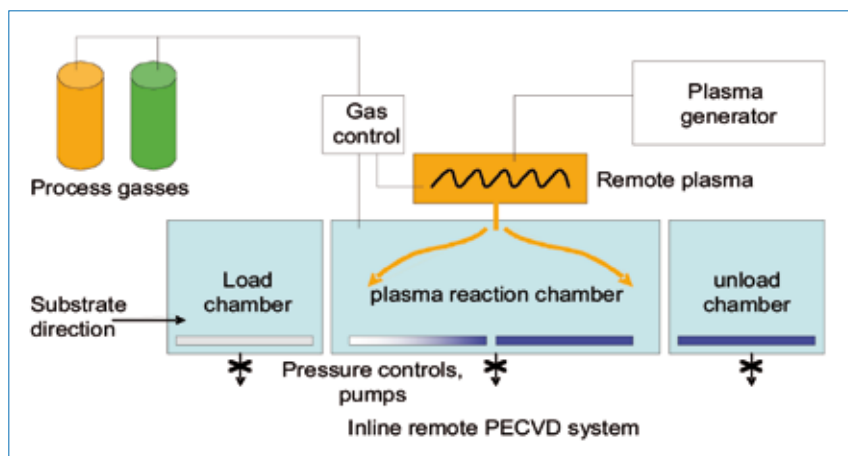 Process gasses
Gas
control
Plasma
generator
Remote plasma
Load
chamber
plasma reaction chamber
unload
chamber
Substrate
direction
Pressure controls,
pumps
Inline remote PECVD system